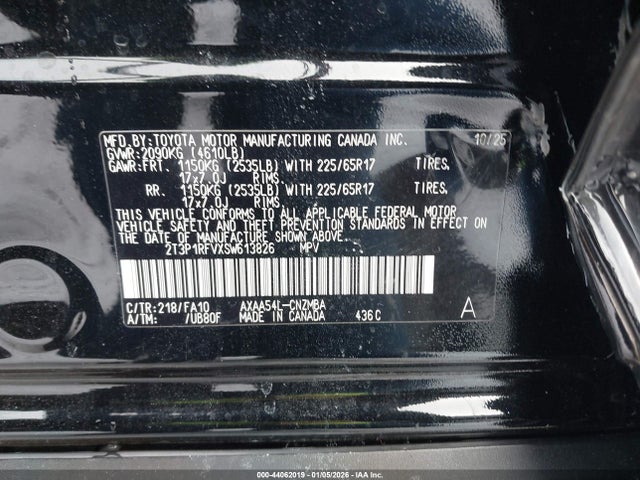 MFD.BY:TOYOTA MOTOR MANUFACTURING CANADA INC. 10/25
GVWR:2090KG (4610LB)
GAWR:FRT. 1150KG (2535LB) WITH 225/65R17 TIRES.
17x7.0J RIMS
RR. 1150KG (2535LB) WITH 225/65R17 TIRES.
17x7.0J RIMS
THIS VEHICLE CONFORMS TO ALL APPLICABLE FEDERAL MOTOR
VEHICLE SAFETY AND THEFT PREVENTION STANDARDS IN EFFECT
ON THE DATE OF MANUFACTURE SHOWN ABOVE.
2T3P1RFVXSW613826 MPV
C/TR:218/FA10 AXAA54L-CNZMBA
A/TM: /UB80F MADE IN CANADA 436C A
000-44062019 - 01/05/2026 - IAAI.COM